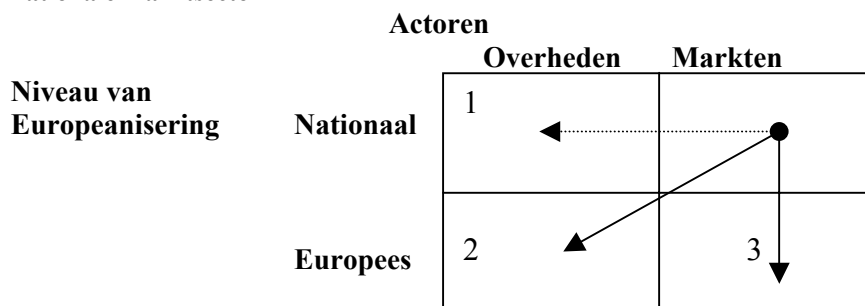 Actoren
Overheden Markten
Niveau van
Europeanisering
Nationaal
1
Europees
2
3